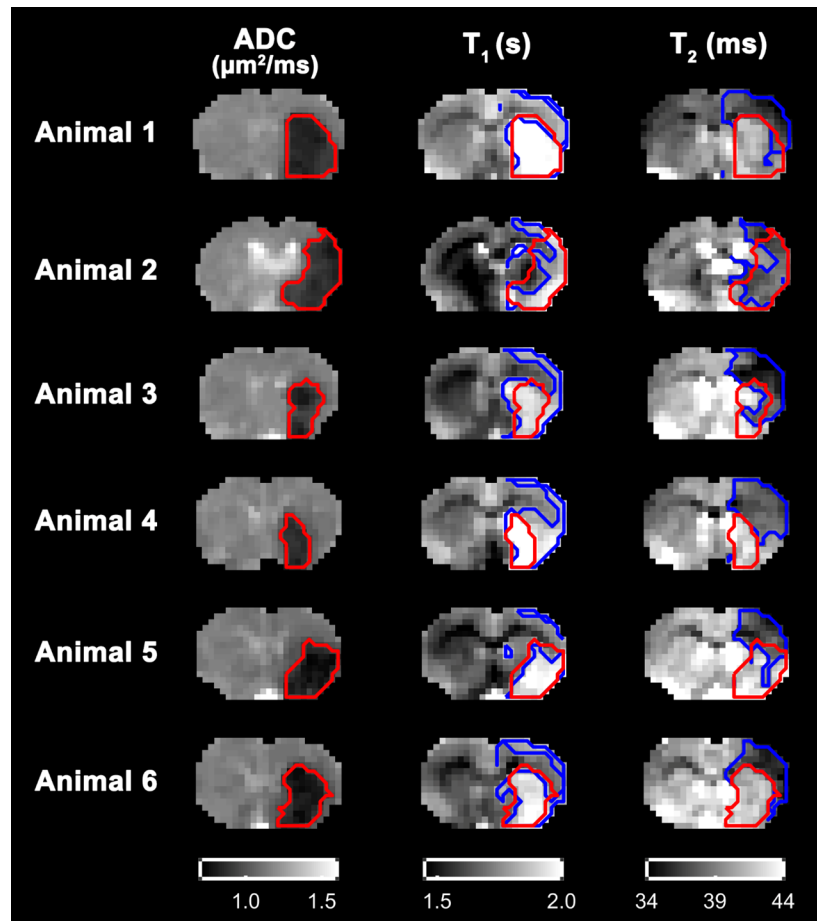 ADC T₁ (s) T₂ (ms)
(µm²/ms)
Animal 1
Animal 2
Animal 3
Animal 4
Animal 5
Animal 6
1.0 1.5 1.5 2.0 34 39 44